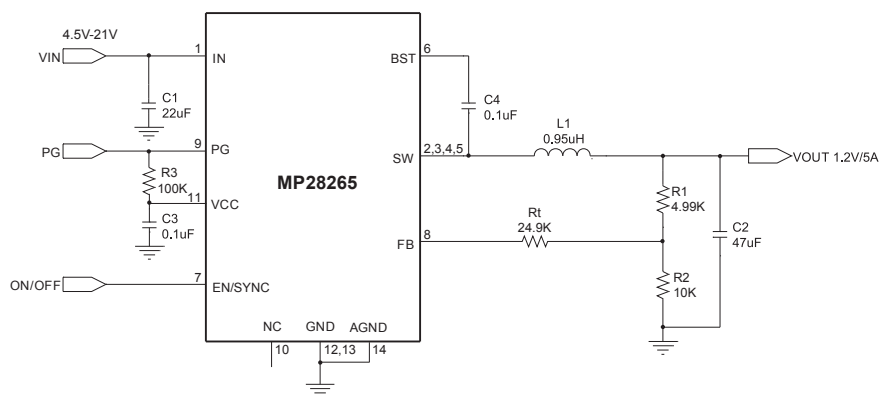 4.5V-21V
VIN
1
IN
C1
22uF
PG
9
PG
R3
100K
11
VCC
C3
0.1uF
ON/OFF
7
EN/SYNC
MP28265
NC
10
GND
12,13
AGND
14
BST
6
C4
0.1uF
SW
2,3,4,5
L1
0.95uH
VOUT 1.2V/5A
R1
4.99K
C2
47uF
Rt
24.9K
FB
8
R2
10K